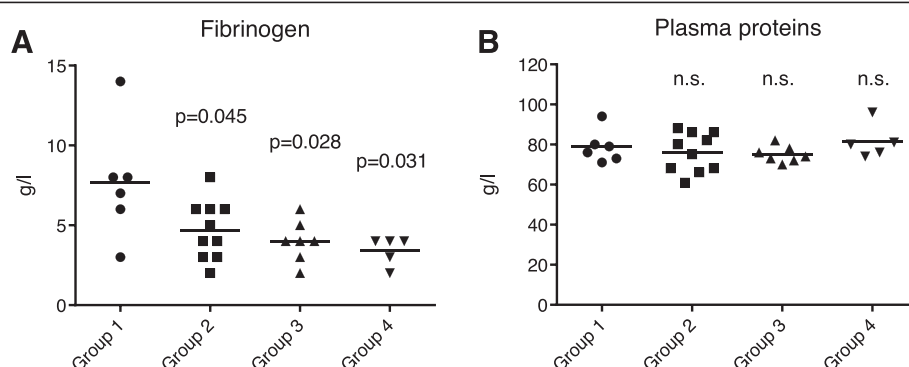 A
Fibrinogen
15
10
5
0
g/l
p=0.045
p=0.028
p=0.031
Group 1
Group 2
Group 3
Group 4
B
Plasma proteins
120
100
80
60
40
20
0
g/l
n.s.
n.s.
n.s.
Group 1
Group 2
Group 3
Group 4